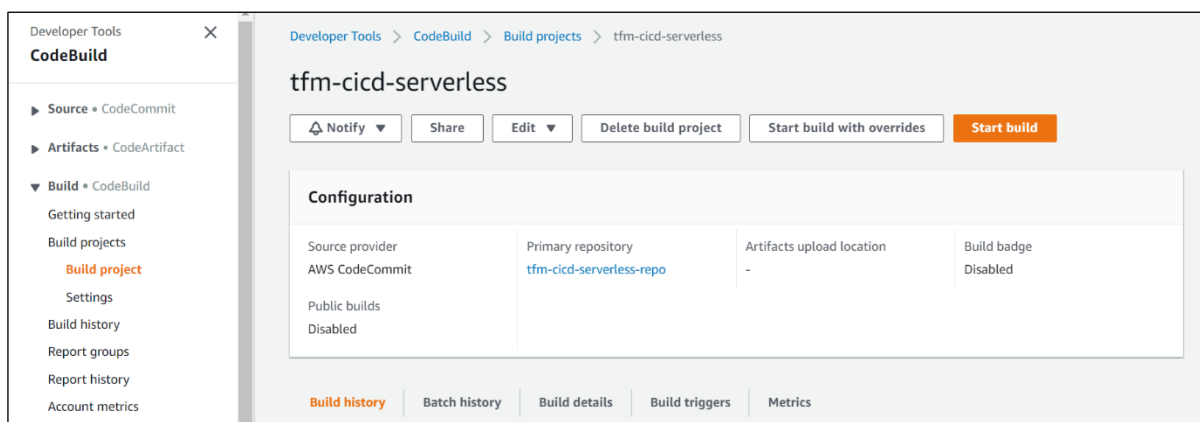 Developer Tools
CodeBuild
Source • CodeCommit
Artifacts • CodeArtifact
Build • CodeBuild
Getting started
Build projects
Build project
Settings
Build history
Report groups
Report history
Account metrics
Developer Tools > CodeBuild > Build projects > tfm-cicd-serverless
tfm-cicd-serverless
Notify Share Edit Delete build project Start build with overrides Start build
Configuration
Source provider Primary repository Artifacts upload location Build badge
AWS CodeCommit tfm-cicd-serverless-repo - Disabled
Public builds
Disabled
Build history Batch history Build details Build triggers Metrics